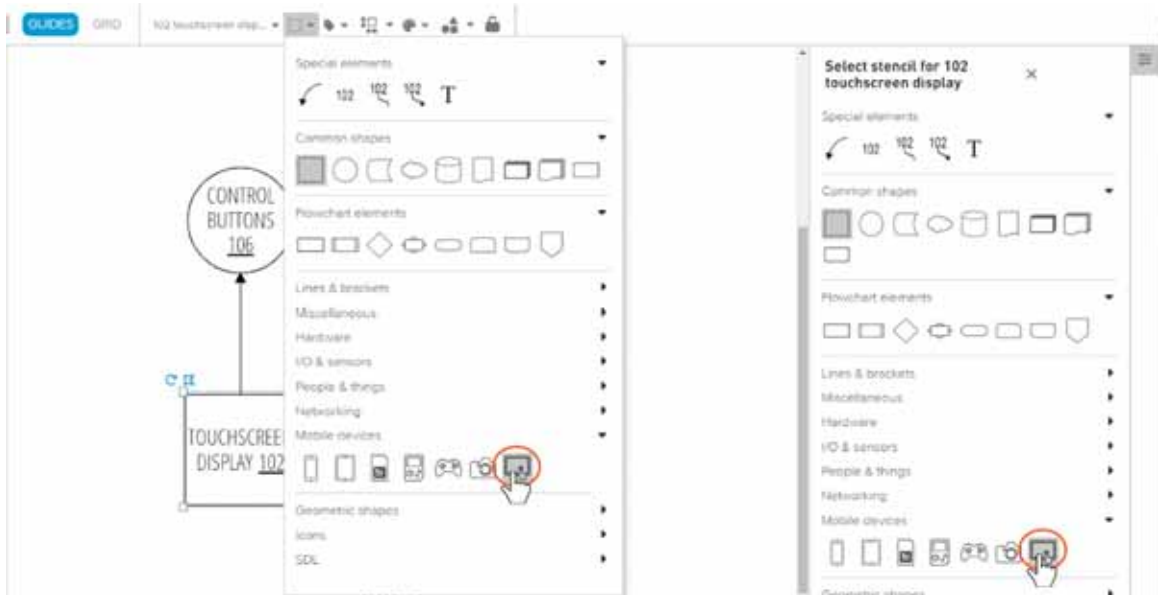 GUIDES GRID 102 touchscreen disp...
CONTROL
BUTTONS
106
TOUCHSCREE
DISPLAY 102
Special elements
102 102 102 T
Common shapes
Flowchart elements
Lines & brackets
Miscellaneous
Hardware
I/O & sensors
People & things
Networking
Mobile devices
Geometric shapes
Icons
SDL
Select stencil for 102
touchscreen display
Special elements
102 102 102 T
Common shapes
Flowchart elements
Lines & brackets
Miscellaneous
Hardware
I/O & sensors
People & things
Networking
Mobile devices
Geometric shapes